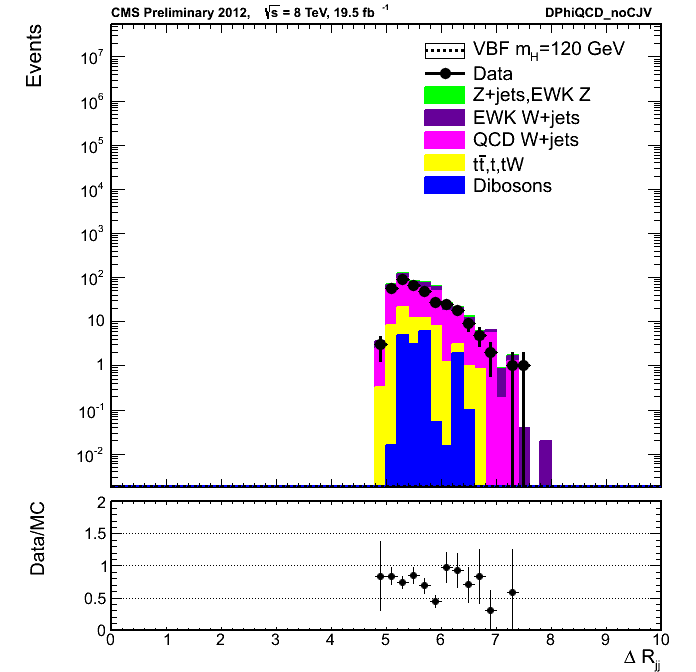 CMS Preliminary 2012, √s = 8 TeV, 19.5 fb⁻¹ DPhiQCD_noCJV
Events
10⁷
10⁶
10⁵
10⁴
10³
10²
10
1
10⁻¹
10⁻²
VBF m_H=120 GeV
Data
Z+jets,EWK Z
EWK W+jets
QCD W+jets
tt̄,t,tW
Dibosons
Data/MC
2
1.5
1
0.5
0
0 1 2 3 4 5 6 7 8 9 10
Δ R_jj